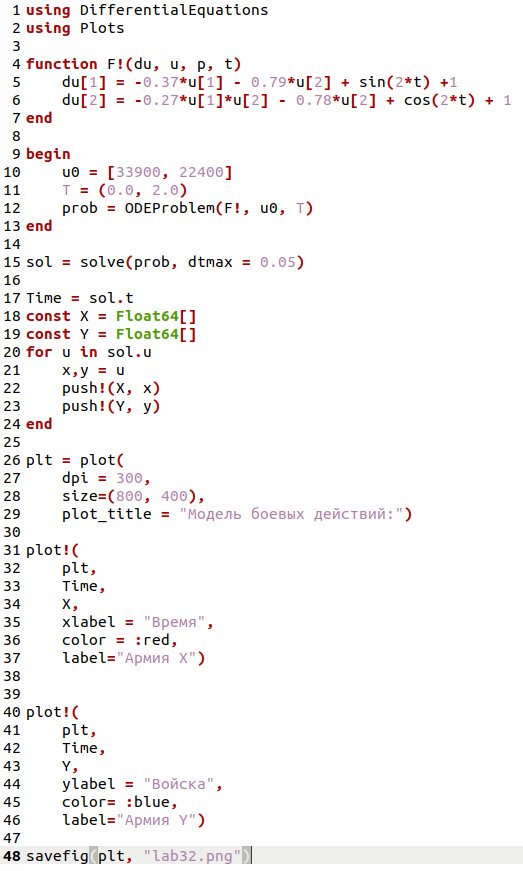 1 using DifferentialEquations
2 using Plots
3
4 function F!(du, u, p, t)
5     du[1] = -0.37*u[1] - 0.79*u[2] + sin(2*t) +1
6     du[2] = -0.27*u[1]*u[2] - 0.78*u[2] + cos(2*t) + 1
7 end
8
9 begin
10     u0 = [33900, 22400]
11     T = (0.0, 2.0)
12     prob = ODEProblem(F!, u0, T)
13 end
14
15 sol = solve(prob, dtmax = 0.05)
16
17 Time = sol.t
18 const X = Float64[]
19 const Y = Float64[]
20 for u in sol.u
21     x,y = u
22     push!(X, x)
23     push!(Y, y)
24 end
25
26 plt = plot(
27     dpi = 300,
28     size=(800, 400),
29     plot_title = "Модель боевых действий:")
30
31 plot!(
32     plt,
33     Time,
34     X,
35     xlabel = "Время",
36     color = :red,
37     label="Армия X")
38
39
40 plot!(
41     plt,
42     Time,
43     Y,
44     ylabel = "Войска",
45     color= :blue,
46     label="Армия Y")
47
48 savefig(plt, "lab32.png")